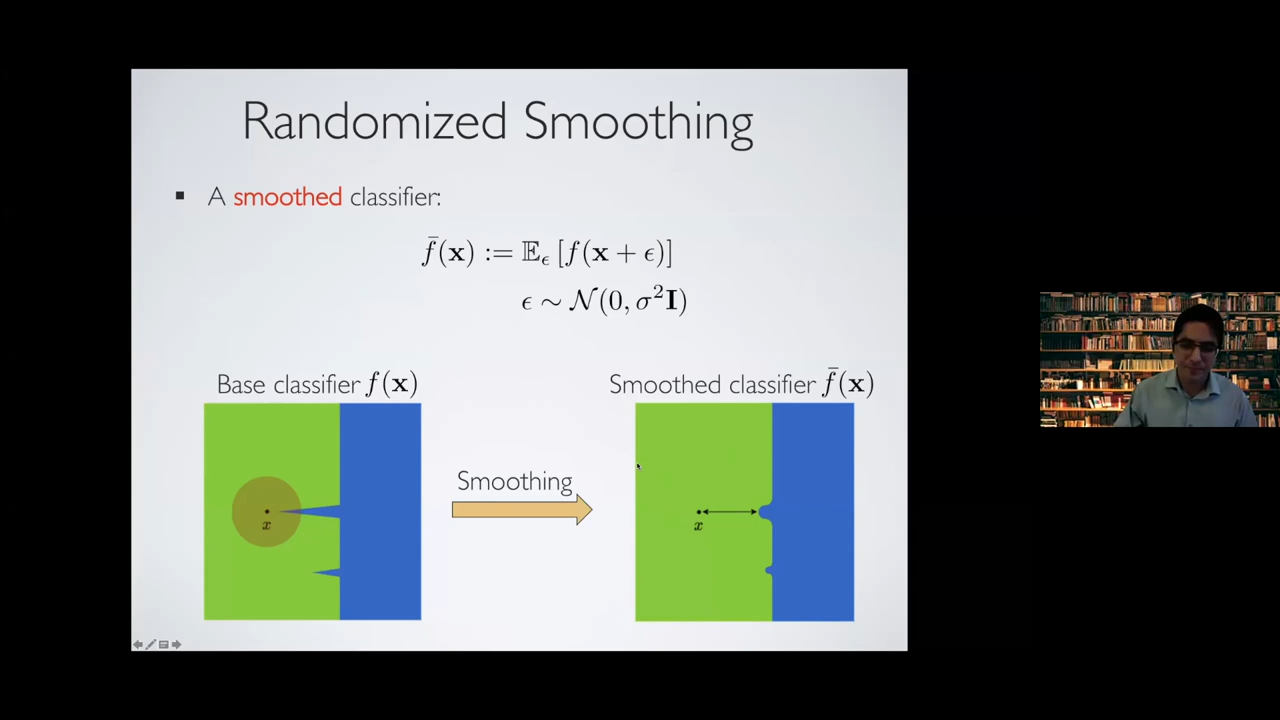 Randomized Smoothing
▪ A smoothed classifier:
f̄(x) := 𝔼_ϵ [f(x + ϵ)]
ϵ ∼ 𝒩(0, σ²I)
Base classifier f(x)
Smoothed classifier f̄(x)
Smoothing
x
x